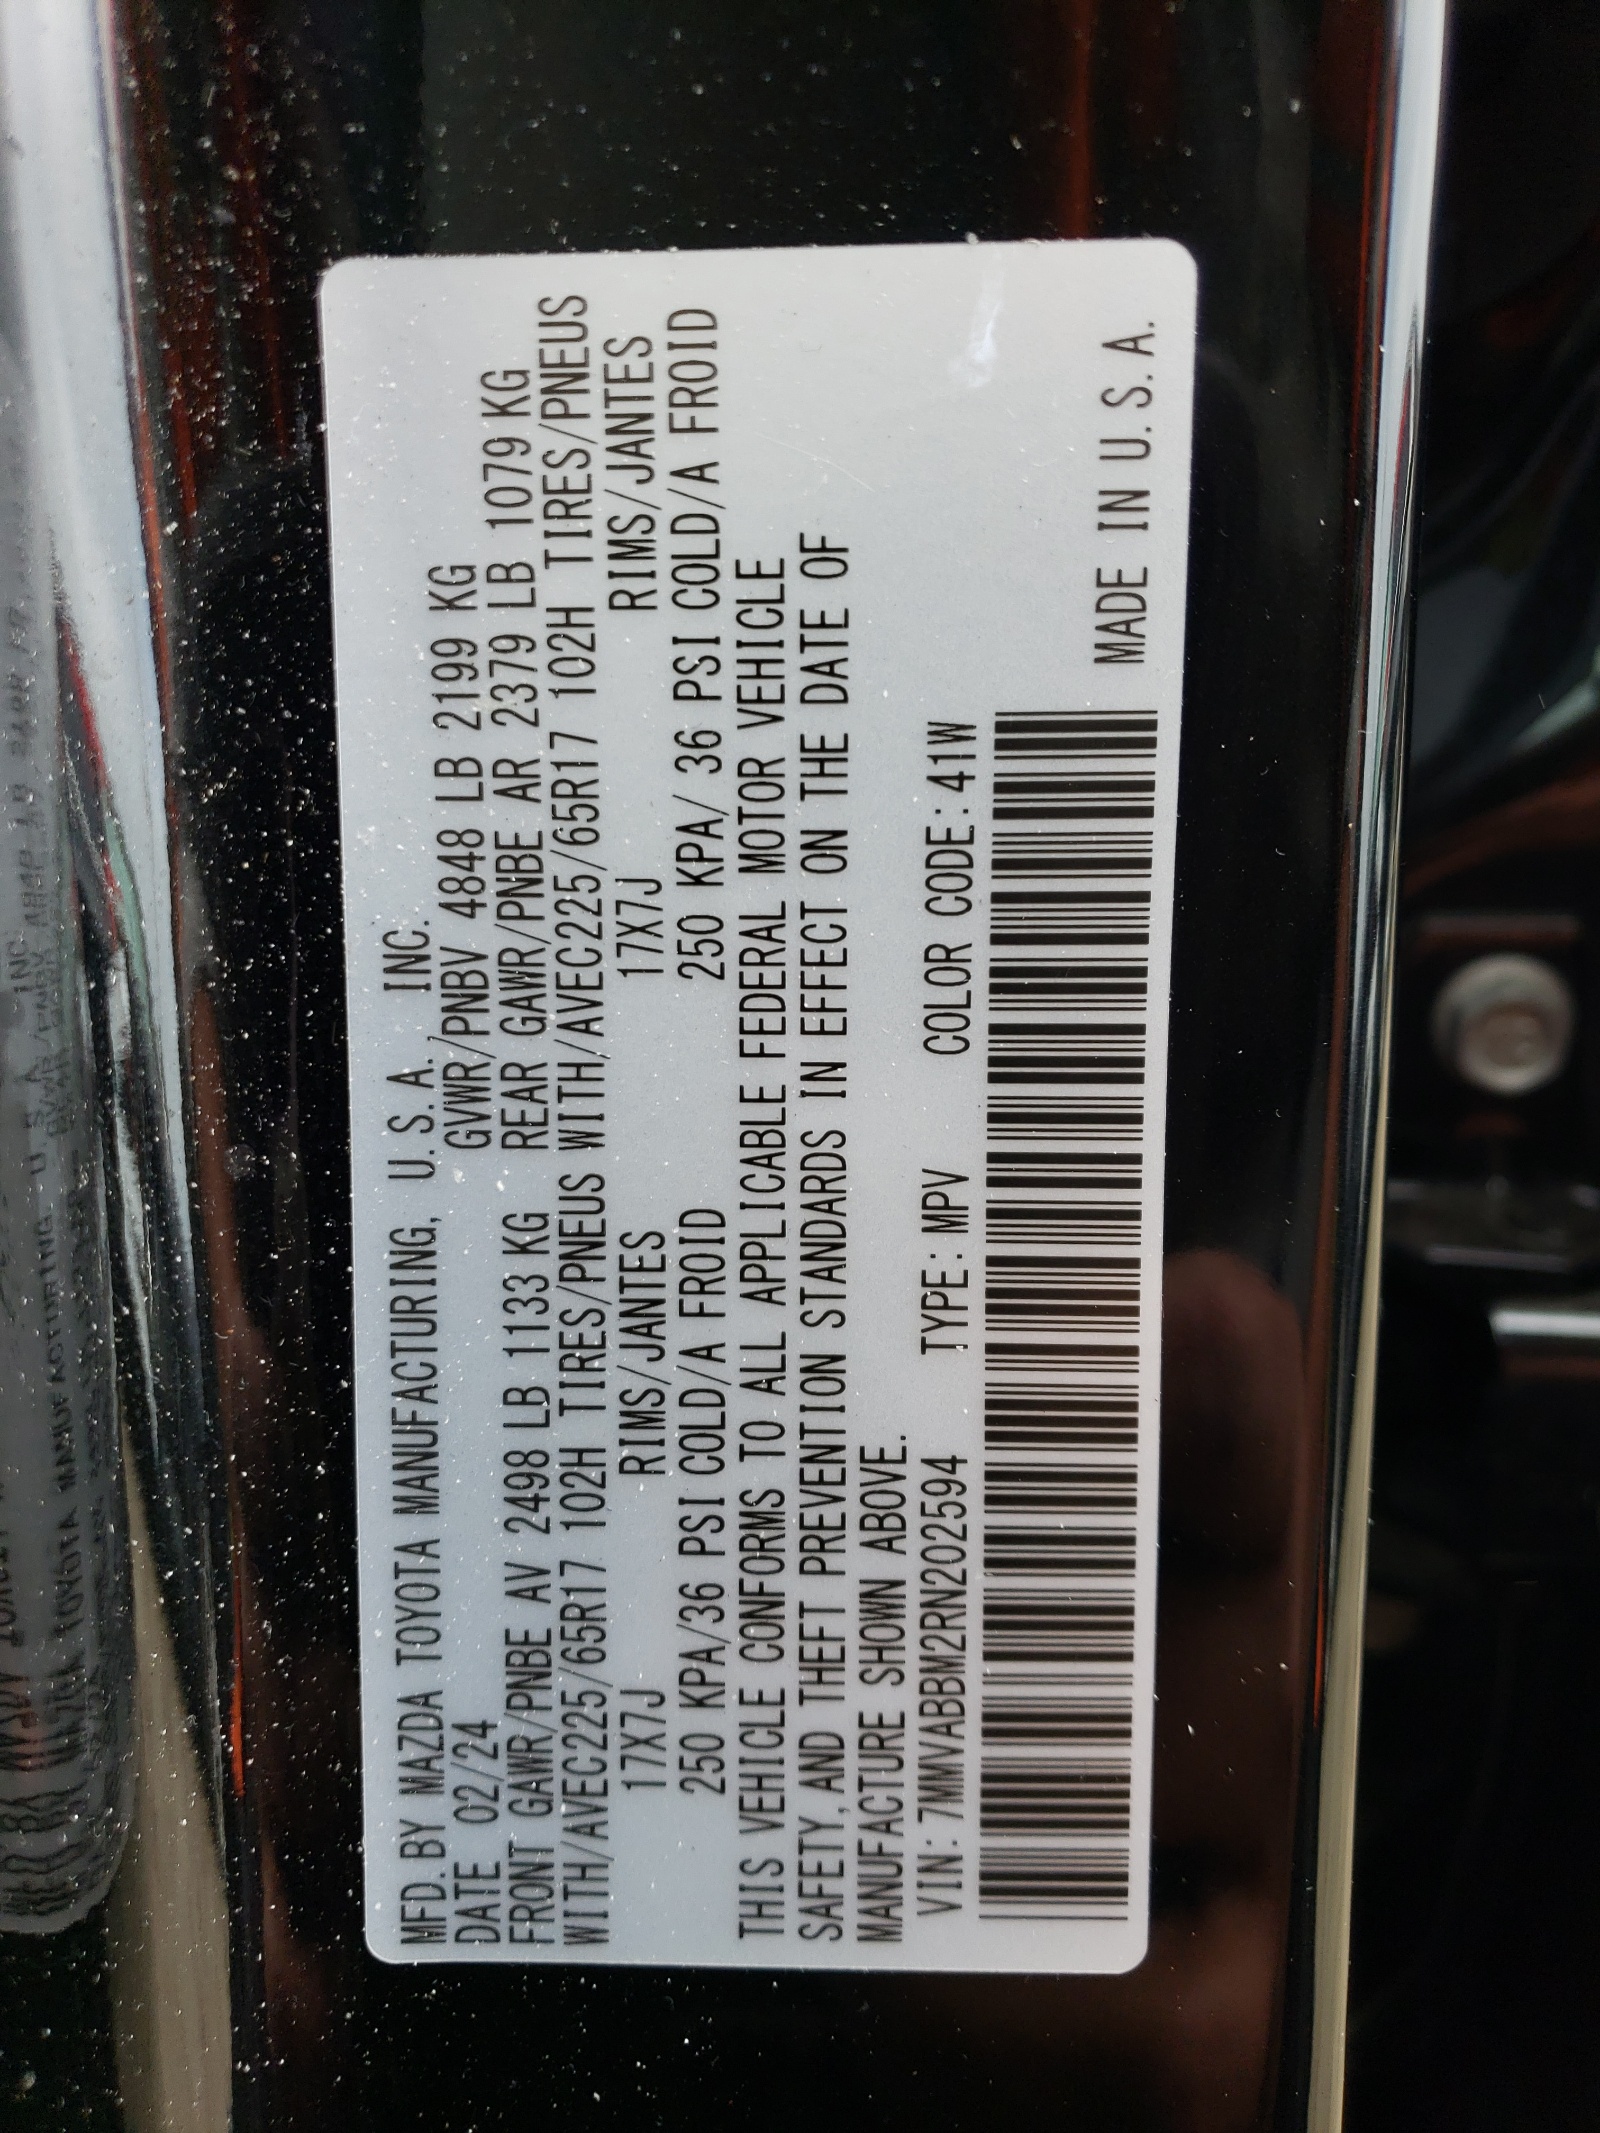 MFD. BY MAZDA TOYOTA MANUFACTURING, U.S.A., INC.
DATE 02/24 GVWR/PNBV 4848 LB 2199 KG
FRONT GAWR/PNBE AV 2498 LB 1133 KG REAR GAWR/PNBE AR 2379 LB 1079 KG
WITH/AVEC225/65R17 102H TIRES/PNEUS WITH/AVEC225/65R17 102H TIRES/PNEUS
17X7J RIMS/JANTES 17X7J RIMS/JANTES
250 KPA/36 PSI COLD/A FROID 250 KPA/ 36 PSI COLD/A FROID
THIS VEHICLE CONFORMS TO ALL APPLICABLE FEDERAL MOTOR VEHICLE
SAFETY, AND THEFT PREVENTION STANDARDS IN EFFECT ON THE DATE OF
MANUFACTURE SHOWN ABOVE.
VIN: 7MMVABBM2RN202594 TYPE: MPV COLOR CODE: 41W
MADE IN U.S.A.